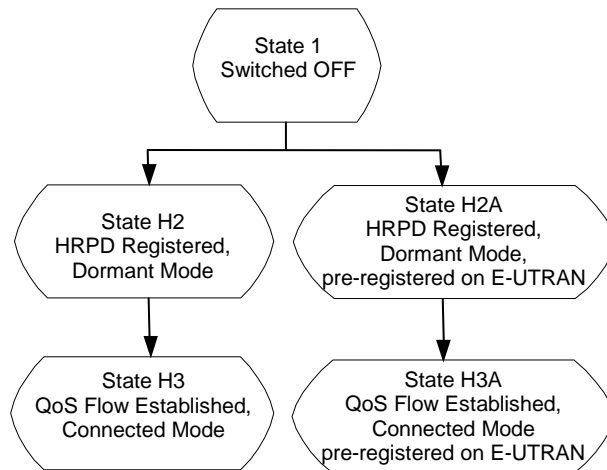 State 1
Switched OFF
State H2
HRPD Registered,
Dormant Mode
State H2A
HRPD Registered,
Dormant Mode,
pre-registered on E-UTRAN
State H3
QoS Flow Established,
Connected Mode
State H3A
QoS Flow Established,
Connected Mode
pre-registered on E-UTRAN